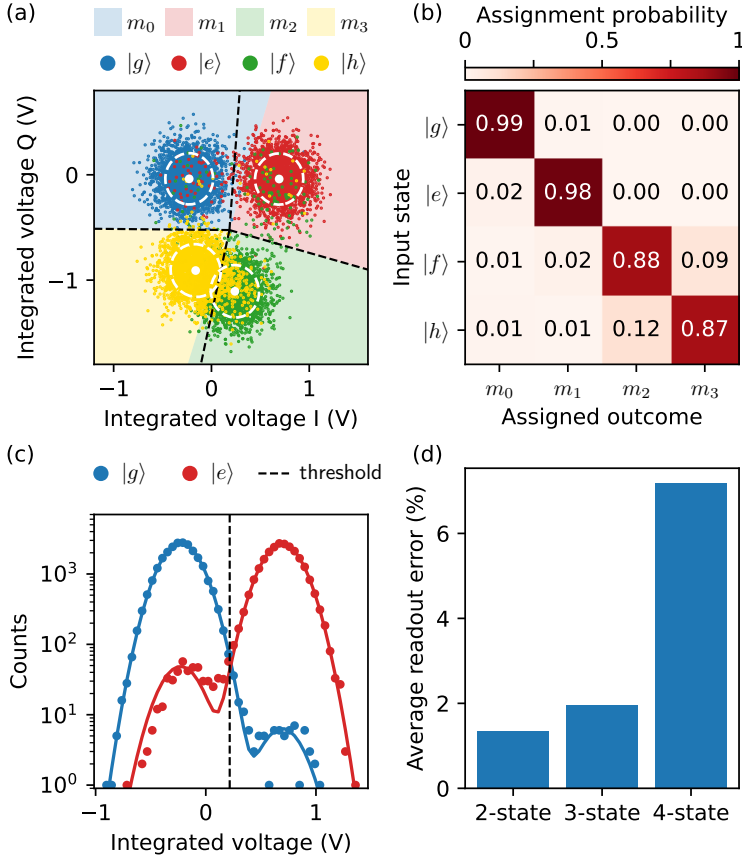 (a)
m0 m1 m2 m3
|g⟩ |e⟩ |f⟩ |h⟩
Integrated voltage Q (V)
0
−1
−1 0 1
Integrated voltage I (V)
(b)
Assignment probability
0 0.5 1
Input state
|g⟩ 0.99 0.01 0.00 0.00
|e⟩ 0.02 0.98 0.00 0.00
|f⟩ 0.01 0.02 0.88 0.09
|h⟩ 0.01 0.01 0.12 0.87
m0 m1 m2 m3
Assigned outcome
(c)
|g⟩ |e⟩ threshold
Counts
10³
10²
10¹
10⁰
−1 0 1
Integrated voltage (V)
(d)
Average readout error (%)
6
4
2
0
2-state 3-state 4-state